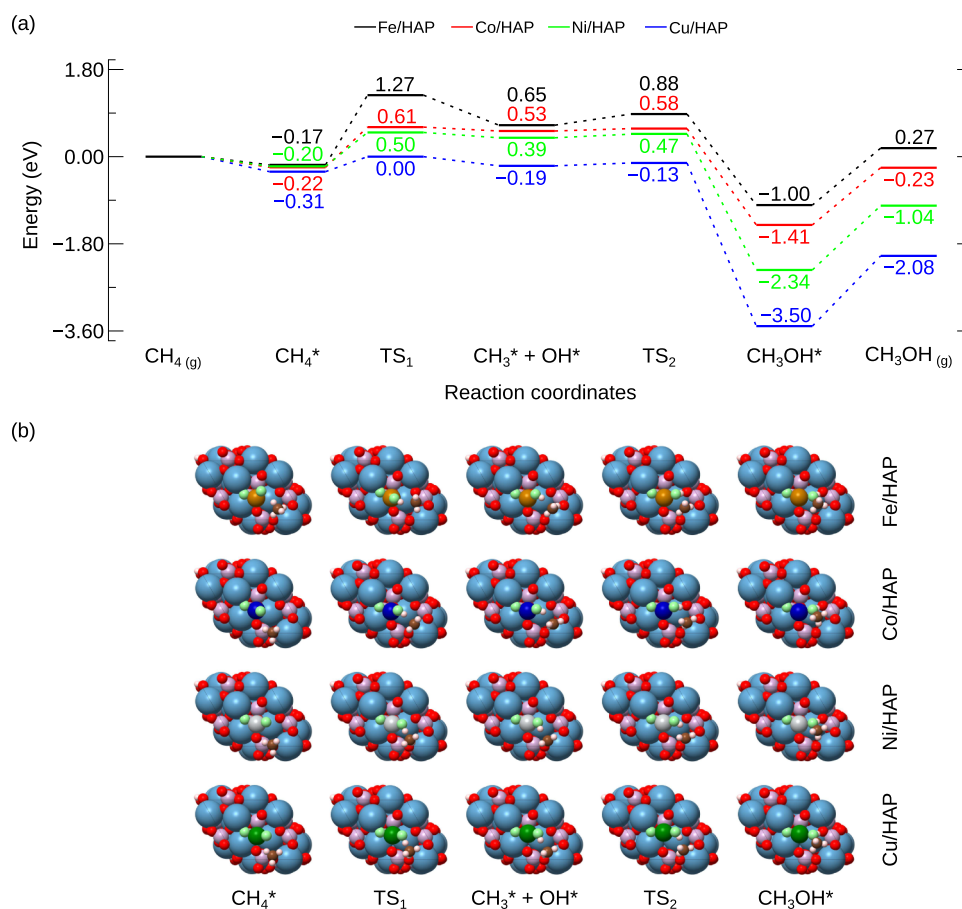 (a)
Fe/HAP Co/HAP Ni/HAP Cu/HAP
1.80
0.00
−1.80
−3.60
Energy (eV)
−0.17
−0.20
−0.22
−0.31
1.27
0.61
0.50
0.00
0.65
0.53
0.39
−0.19
0.88
0.58
0.47
−0.13
−1.00
−1.41
−2.34
−3.50
0.27
−0.23
−1.04
−2.08
CH₄ (g) CH₄* TS₁ CH₃* + OH* TS₂ CH₃OH* CH₃OH (g)
Reaction coordinates
(b)
Fe/HAP
Co/HAP
Ni/HAP
Cu/HAP
CH₄* TS₁ CH₃* + OH* TS₂ CH₃OH*